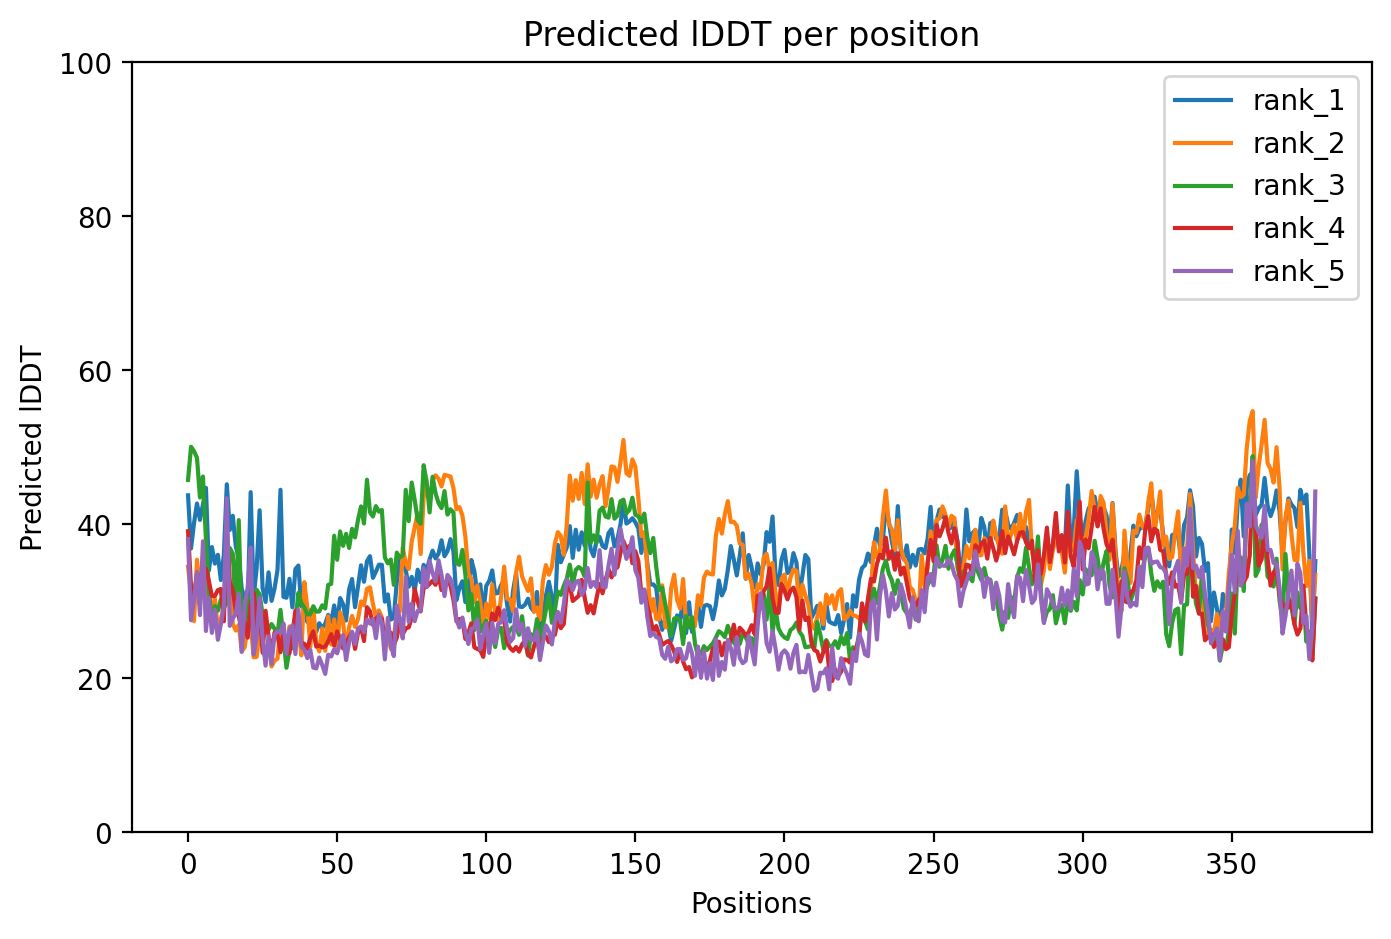 Predicted lDDT per position
100
80
60
40
20
0
Predicted lDDT
0 50 100 150 200 250 300 350
Positions
rank_1
rank_2
rank_3
rank_4
rank_5